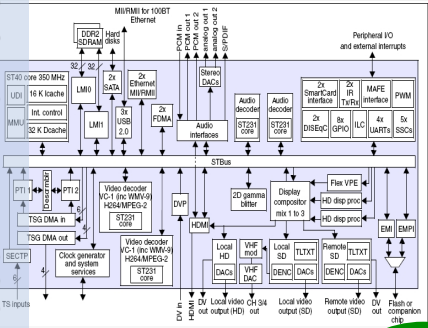 MII/RMII for 100BT
Ethernet
DDR2
SDRAM
Hard
disks
PCM in
PCM out 1
PCM out 2
analog out 1
analog out 2
S/PDIF
Peripheral I/O
and external interrupts
32
32
ST40 core 350 MHz
UDI
16 K Icache
Int. control
MMU
32 K Dcache
LMI0
LMI1
2x
SATA
3x
USB
2.0
2x
Ethernet
MII/RMII
2x
FDMA
Stereo
DACs
Audio
interfaces
Audio
decoder
ST231
core
Audio
decoder
ST231
core
2x
SmartCard
interface
2x
IR
Tx/Rx
MAFE
interface
PWM
2x
DiSEqC
8x
GPIO
ILC
4x
UARTs
5x
SSCs
STBus
PTI 1
PTI 2
6
TSG DMA in
TSG DMA out
SECTP
6
4
4
TS inputs
Clock generator
and system
services
Video decoder
VC-1 (inc WMV-9)
H264/MPEG-2
ST231
core
Video decoder
VC-1 (inc WMV-9)
H264/MPEG-2
ST231
core
DVP
HDMI
2D gamma
blitter
Display
compositor
mix 1 to 3
Flex VPE
HD disp proc
HD disp proc
EMI
EMPI
Local
HD
DACs
VHF
mod
VHF
DAC
Local
SD
TLTXT
DENC
DACs
Remote
SD
TLTXT
DENC
DACs
DV in
HDMI
DV
out
Local video
output (HD)
CH 3/4
out
Local video
output (SD)
Remote video
output (SD)
DV
out
Flash or
companion
chip